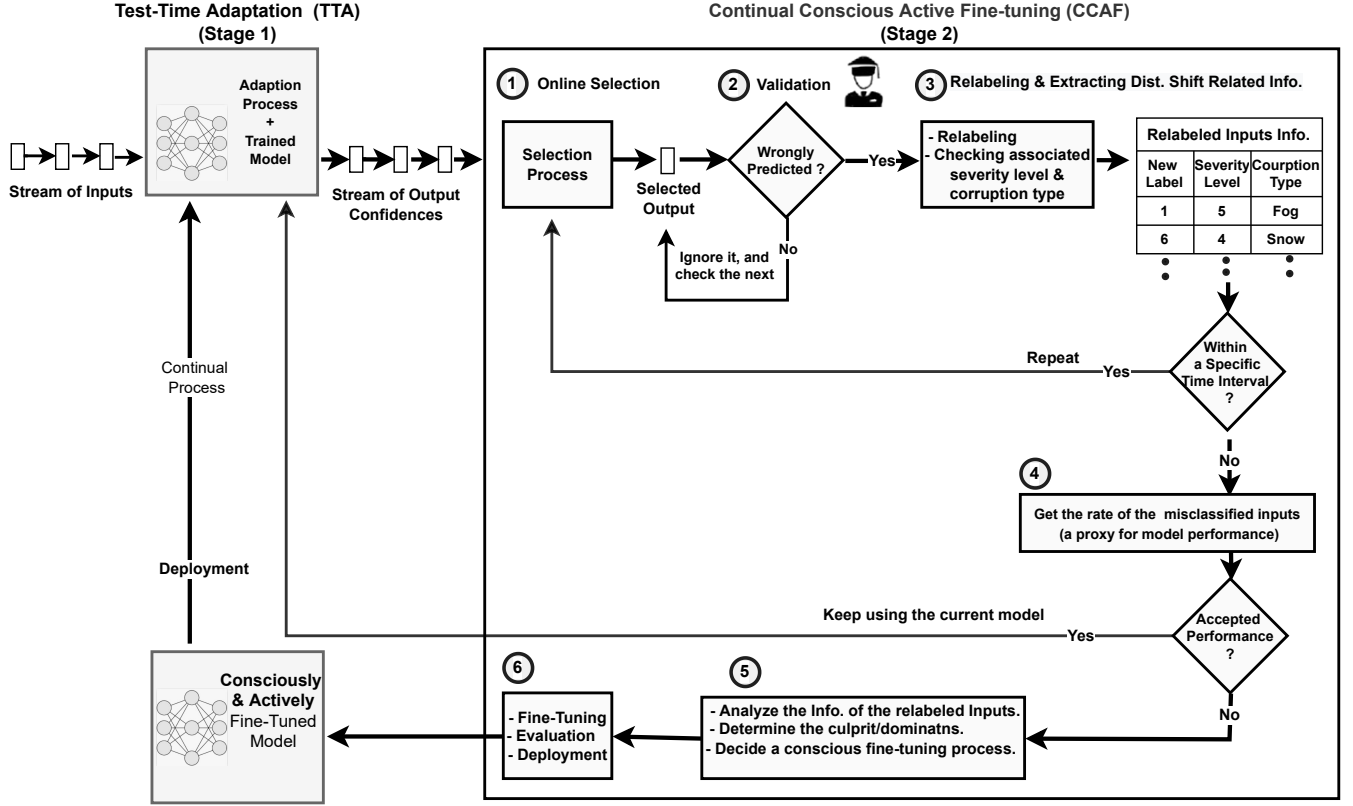 Test-Time Adaptation (TTA)
(Stage 1)
Continual Conscious Active Fine-tuning (CCAF)
(Stage 2)
Adaption
Process
+
Trained
Model
Stream of Inputs
Stream of Output
Confidences
1 Online Selection
2 Validation
3 Relabeling & Extracting Dist. Shift Related Info.
Selection
Process
Selected
Output
Wrongly
Predicted ?
Yes
No
Ignore it, and
check the next
- Relabeling
- Checking associated
severity level &
corruption type
Relabeled Inputs Info.
New Label Severity Level Courption Type
1 5 Fog
6 4 Snow
Within
a Specific
Time Interval
?
Repeat
Yes
No
4
Get the rate of the misclassified inputs
(a proxy for model performance)
Accepted
Performance
?
Keep using the current model
Yes
No
5
- Analyze the Info. of the relabeled Inputs.
- Determine the culprit/dominatns.
- Decide a conscious fine-tuning process.
6
- Fine-Tuning
- Evaluation
- Deployment
Consciously
& Actively
Fine-Tuned
Model
Deployment
Continual
Process